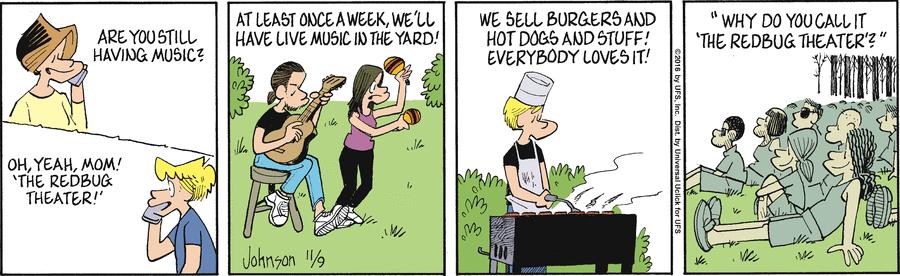 ARE YOU STILL
HAVING MUSIC?
OH, YEAH, MOM!
'THE REDBUG
THEATER!'
AT LEAST ONCE A WEEK, WE'LL
HAVE LIVE MUSIC IN THE YARD!
Johnson 11/9
WE SELL BURGERS AND
HOT DOGS AND STUFF!
EVERYBODY LOVES IT!
©2016 by UFS, Inc. Dist. by Universal Uclick for UFS
"WHY DO YOU CALL IT
'THE REDBUG THEATER'?"